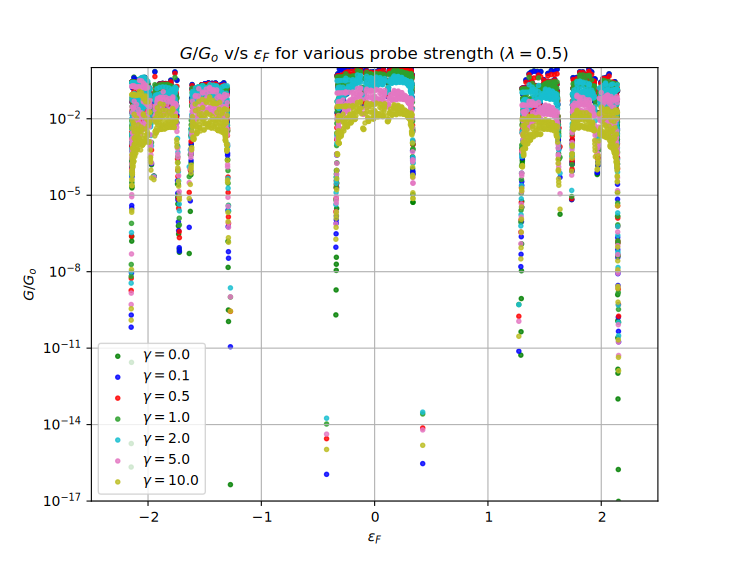 G/G₀ v/s ε_F for various probe strength (λ = 0.5)
G/G₀
10⁻²
10⁻⁵
10⁻⁸
10⁻¹¹
10⁻¹⁴
10⁻¹⁷
γ = 0.0
γ = 0.1
γ = 0.5
γ = 1.0
γ = 2.0
γ = 5.0
γ = 10.0
−2
−1
0
1
2
ε_F